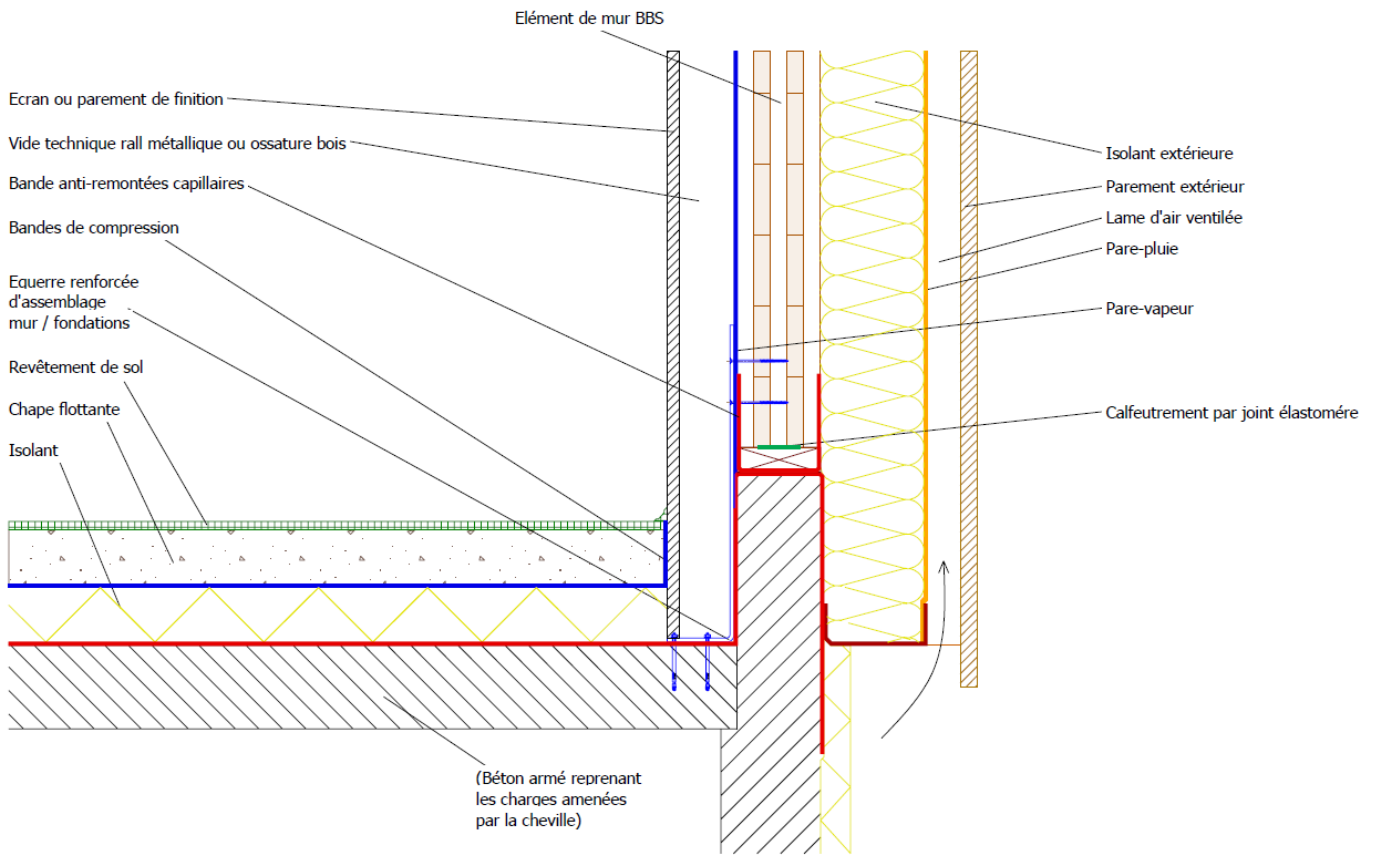 Elément de mur BBS
Ecran ou parement de finition
Vide technique rall métallique ou ossature bois
Bande anti-remontées capillaires
Bandes de compression
Equerre renforcée
d'assemblage
mur / fondations
Revêtement de sol
Chape flottante
Isolant
Isolant extérieure
Parement extérieur
Lame d'air ventilée
Pare-pluie
Pare-vapeur
Calfeutrement par joint élastomére
(Béton armé reprenant
les charges amenées
par la cheville)